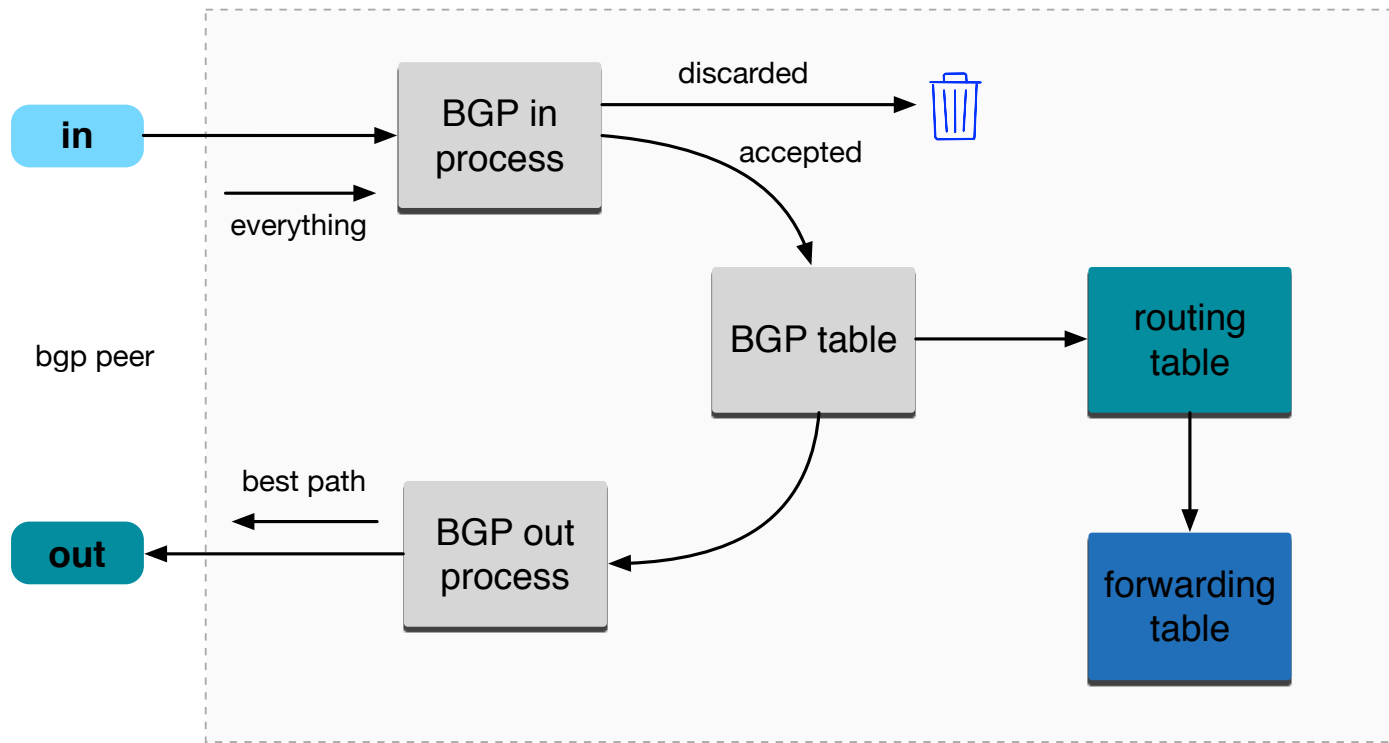 discarded
in
BGP in
process
accepted
everything
BGP table
routing
table
bgp peer
best path
out
BGP out
process
forwarding
table